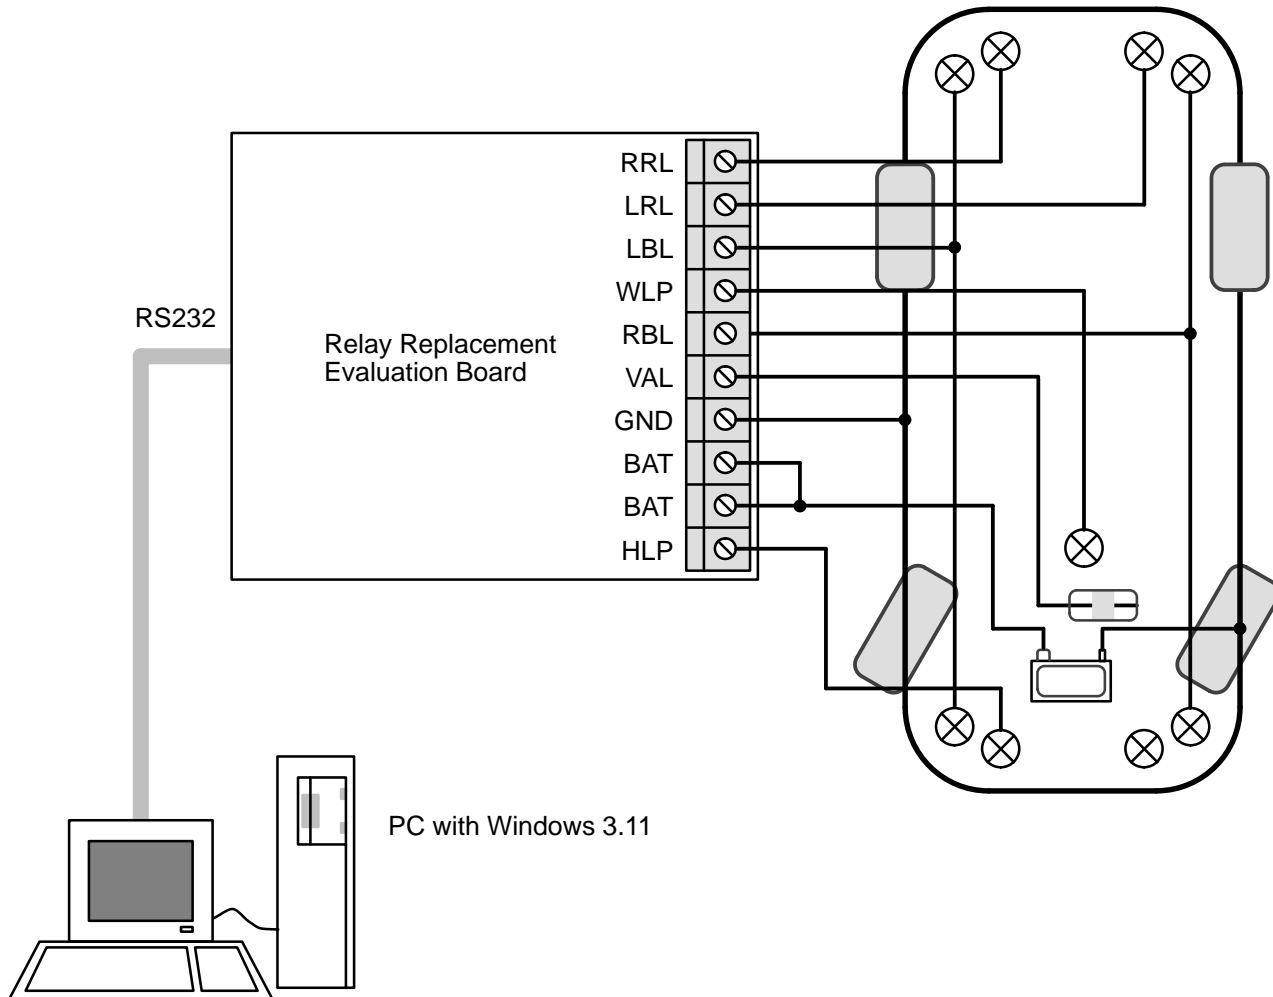 RRL
LRL
LBL
WLP
RS232
RBL
Relay Replacement
Evaluation Board
VAL
GND
BAT
BAT
HLP
PC with Windows 3.11